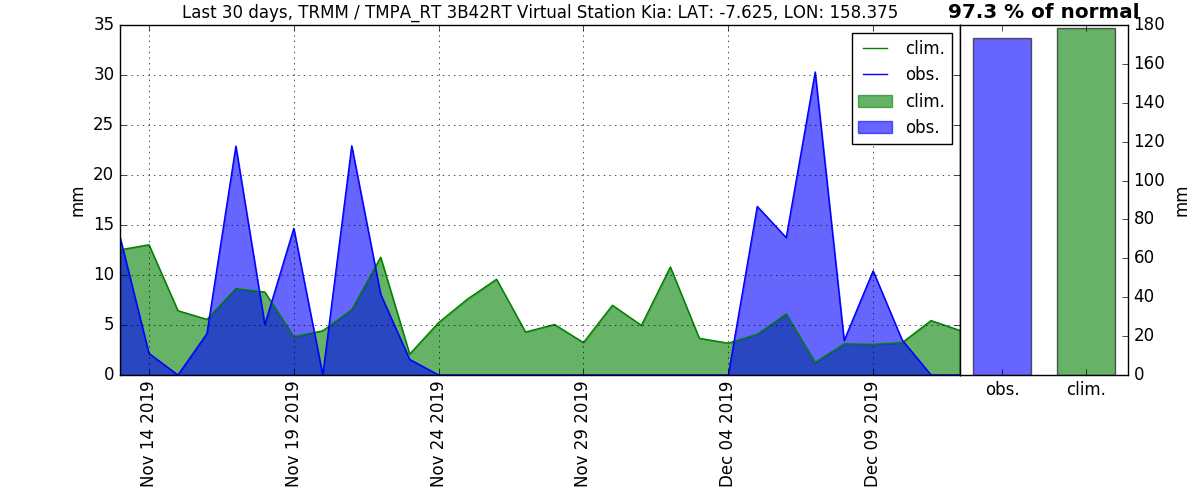 Last 30 days, TRMM / TMPA_RT 3B42RT Virtual Station Kia: LAT: -7.625, LON: 158.375
97.3 % of normal
clim.
obs.
clim.
obs.
mm
35
30
25
20
15
10
5
0
Nov 14 2019
Nov 19 2019
Nov 24 2019
Nov 29 2019
Dec 04 2019
Dec 09 2019
180
160
140
120
100
80
60
40
20
0
mm
obs.
clim.